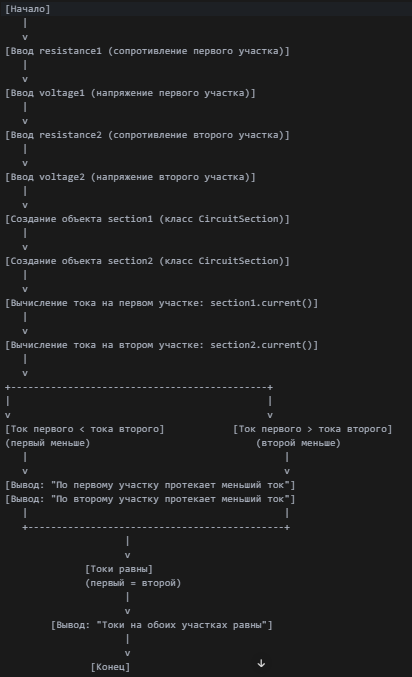 [Начало]
|
v
[Ввод resistance1 (сопротивление первого участка)]
|
v
[Ввод voltage1 (напряжение первого участка)]
|
v
[Ввод resistance2 (сопротивление второго участка)]
|
v
[Ввод voltage2 (напряжение второго участка)]
|
v
[Создание объекта section1 (класс CircuitSection)]
|
v
[Создание объекта section2 (класс CircuitSection)]
|
v
[Вычисление тока на первом участке: section1.current()]
|
v
[Вычисление тока на втором участке: section2.current()]
|
v
+---------------------------------------------+
|                                             |
v                                             v
[Ток первого < тока второго]            [Ток первого > тока второго]
(первый меньше)                             (второй меньше)
|                                             |
v                                             v
[Вывод: "По первому участку протекает меньший ток"]
[Вывод: "По второму участку протекает меньший ток"]
|                                             |
+---------------------------------------------+
|
v
[Токи равны]
(первый = второй)
|
v
[Вывод: "Токи на обоих участках равны"]
|
v
[Конец]